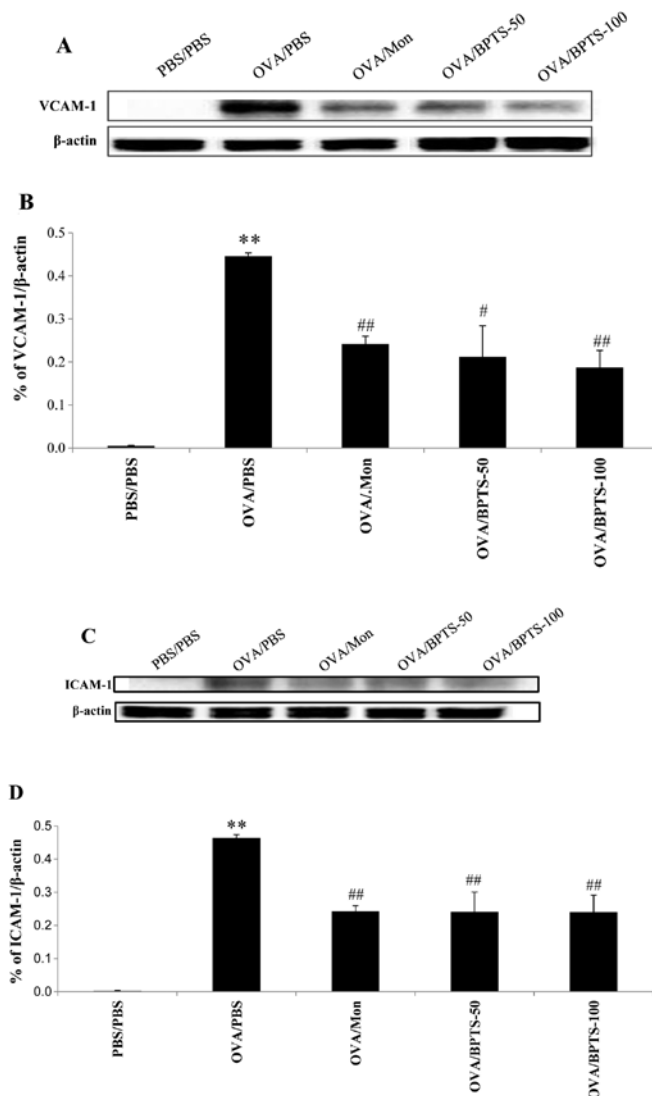 A
PBS/PBS OVA/PBS OVA/Mon OVA/BPTS-50 OVA/BPTS-100
VCAM-1
β-actin
B
% of VCAM-1/β-actin
0.5
0.4
0.3
0.2
0.1
0.0
** ## # ##
PBS/PBS OVA/PBS OVA/.Mon OVA/BPTS-50 OVA/BPTS-100
C
PBS/PBS OVA/PBS OVA/Mon OVA/BPTS-50 OVA/BPTS-100
ICAM-1
β-actin
D
% of ICAM-1/β-actin
0.5
0.4
0.3
0.2
0.1
0.0
** ## ## ##
PBS/PBS OVA/PBS OVA/Mon OVA/BPTS-50 OVA/BPTS-100